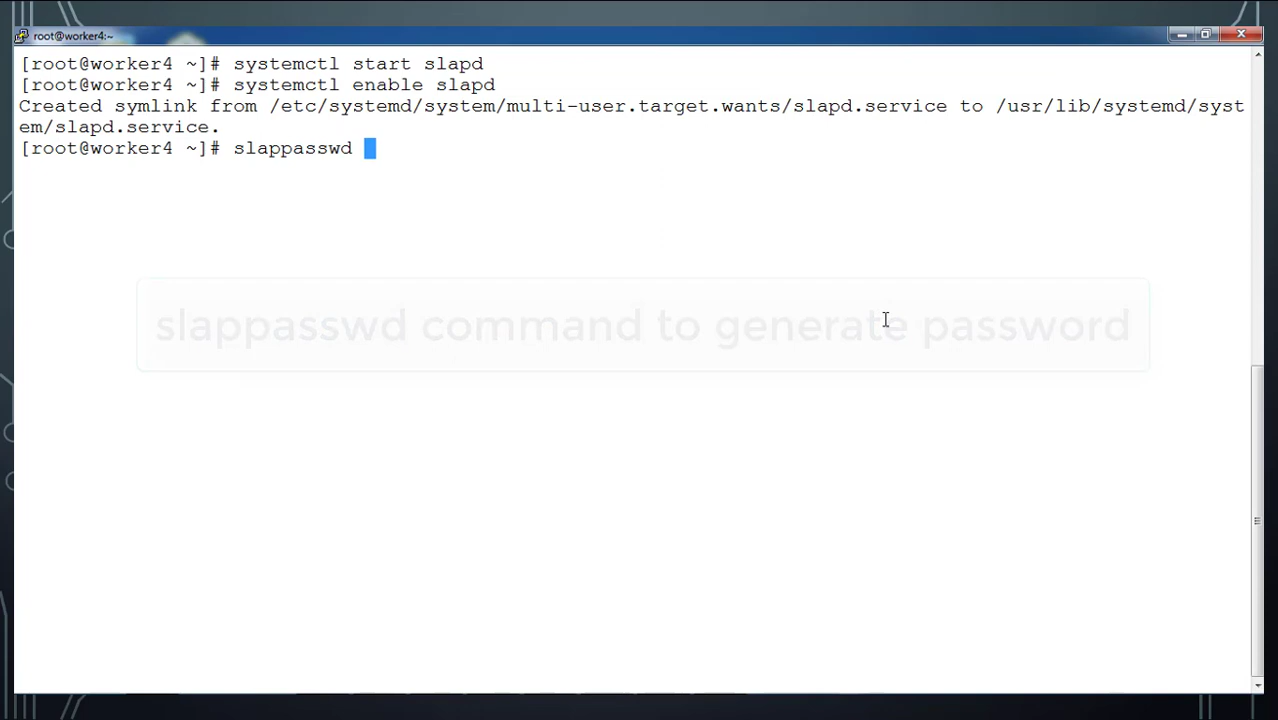 root@worker4:~
[root@worker4 ~]# systemctl start slapd
[root@worker4 ~]# systemctl enable slapd
Created symlink from /etc/systemd/system/multi-user.target.wants/slapd.service to /usr/lib/systemd/syst
em/slapd.service.
[root@worker4 ~]# slappasswd
slappasswd command to generate password